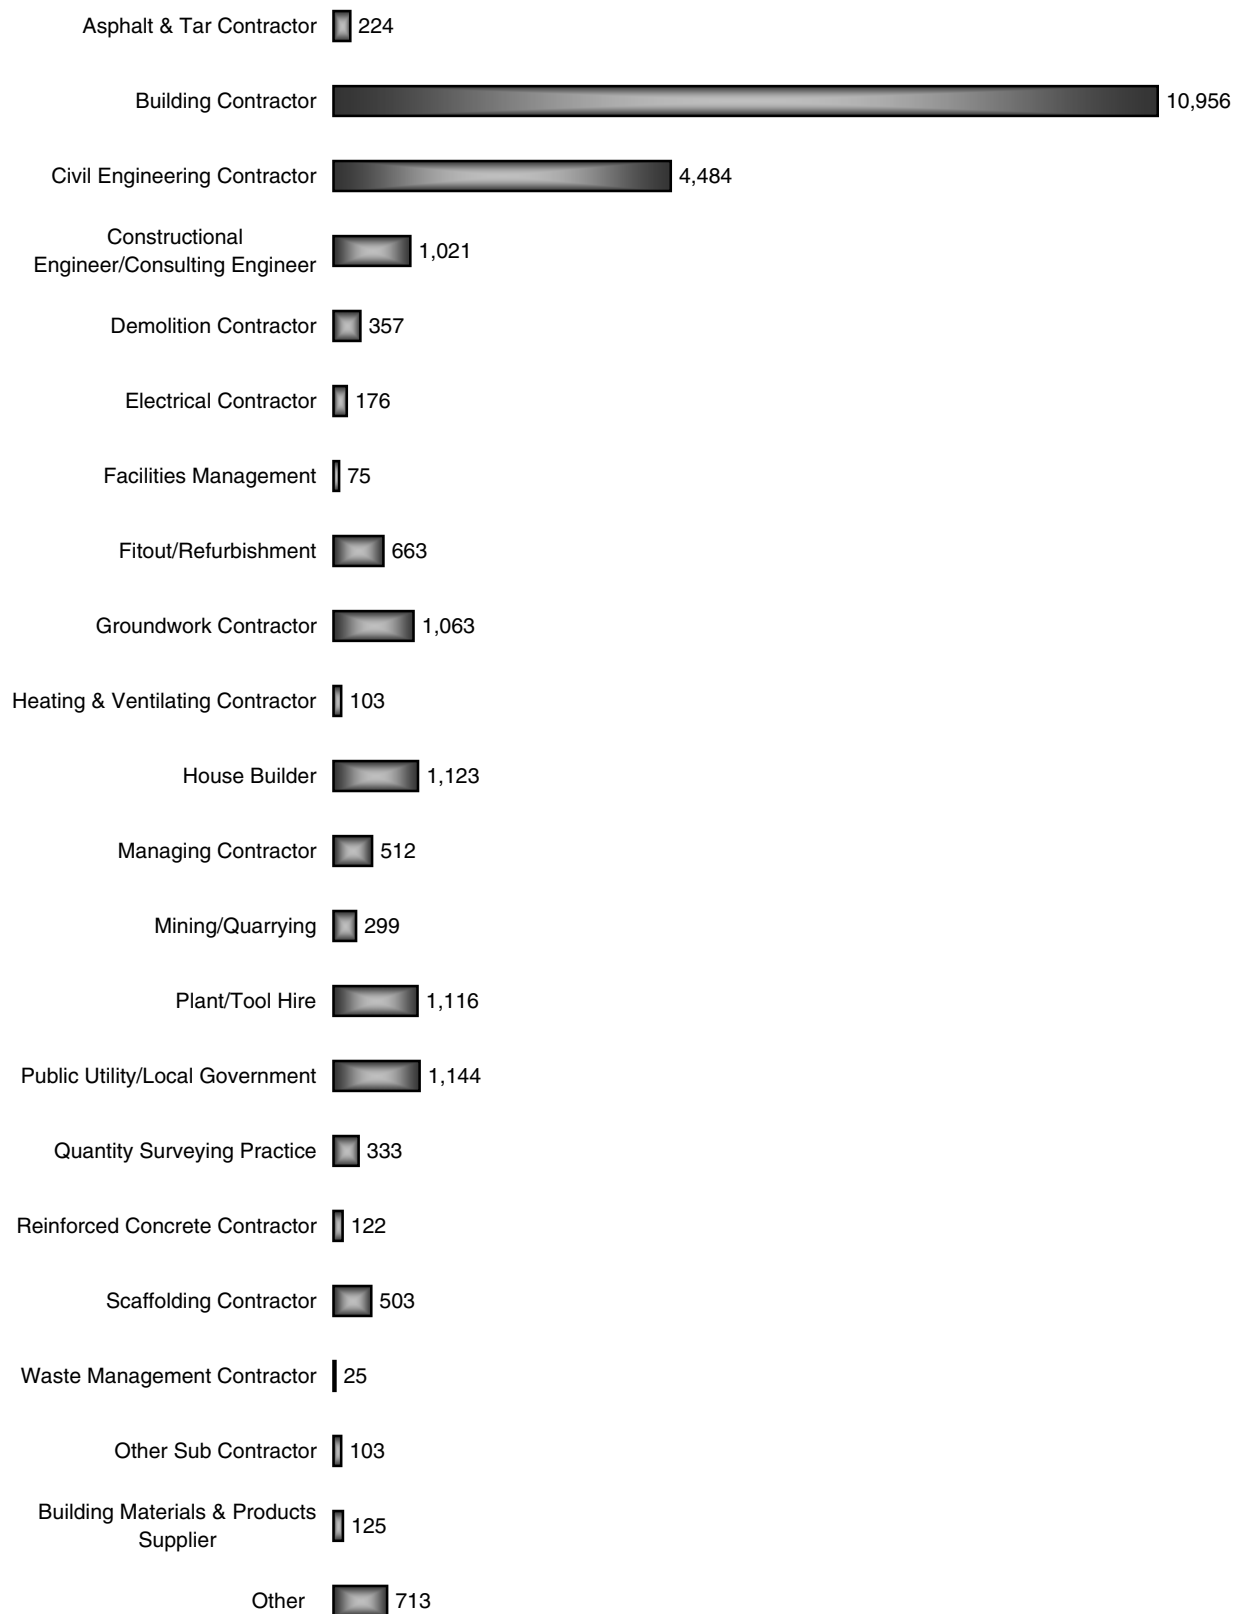 Asphalt & Tar Contractor 224
Building Contractor 10,956
Civil Engineering Contractor 4,484
Constructional
Engineer/Consulting Engineer 1,021
Demolition Contractor 357
Electrical Contractor 176
Facilities Management 75
Fitout/Refurbishment 663
Groundwork Contractor 1,063
Heating & Ventilating Contractor 103
House Builder 1,123
Managing Contractor 512
Mining/Quarrying 299
Plant/Tool Hire 1,116
Public Utility/Local Government 1,144
Quantity Surveying Practice 333
Reinforced Concrete Contractor 122
Scaffolding Contractor 503
Waste Management Contractor 25
Other Sub Contractor 103
Building Materials & Products
Supplier 125
Other 713